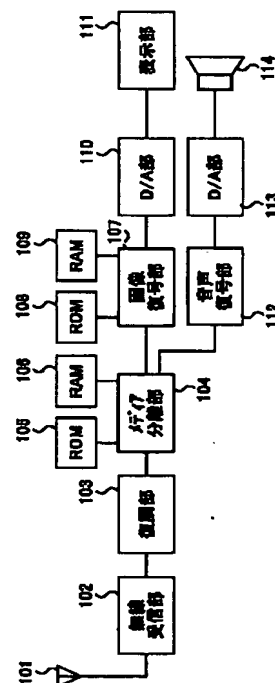 101
102
無線
受信部
103
復調部
104
メディア
分離部
105
ROM
106
RAM
107
画像
復号部
108
ROM
109
RAM
110
D/A部
111
表示部
112
音声
復号部
113
D/A部
114